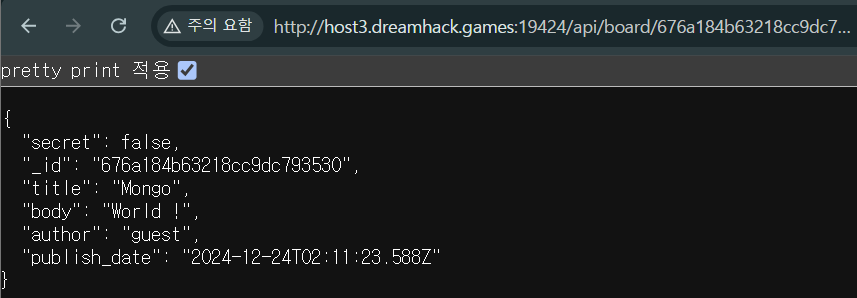 주의 요함 http://host3.dreamhack.games:19424/api/board/676a184b63218cc9dc7...
pretty print 적용
{
"secret": false,
"_id": "676a184b63218cc9dc793530",
"title": "Mongo",
"body": "World !",
"author": "guest",
"publish_date": "2024-12-24T02:11:23.588Z"
}